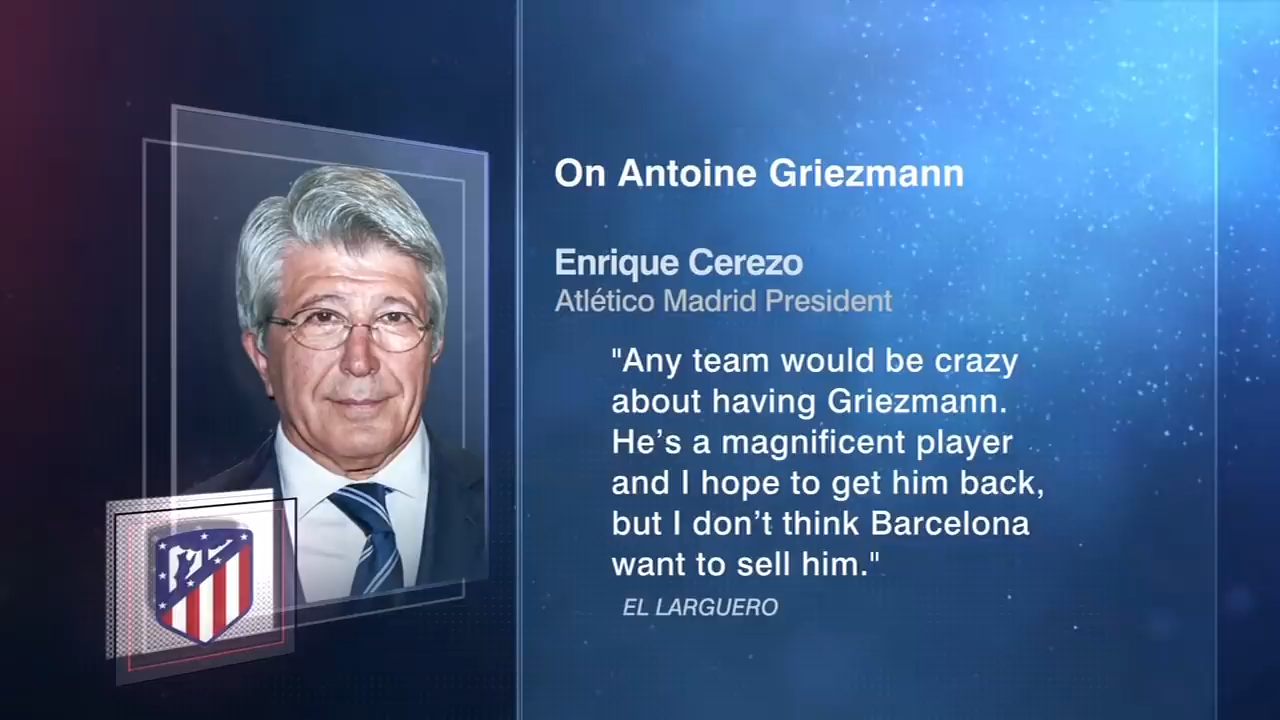 On Antoine Griezmann
Enrique Cerezo
Atlético Madrid President
"Any team would be crazy
about having Griezmann.
He’s a magnificent player
and I hope to get him back,
but I don’t think Barcelona
want to sell him."
EL LARGUERO